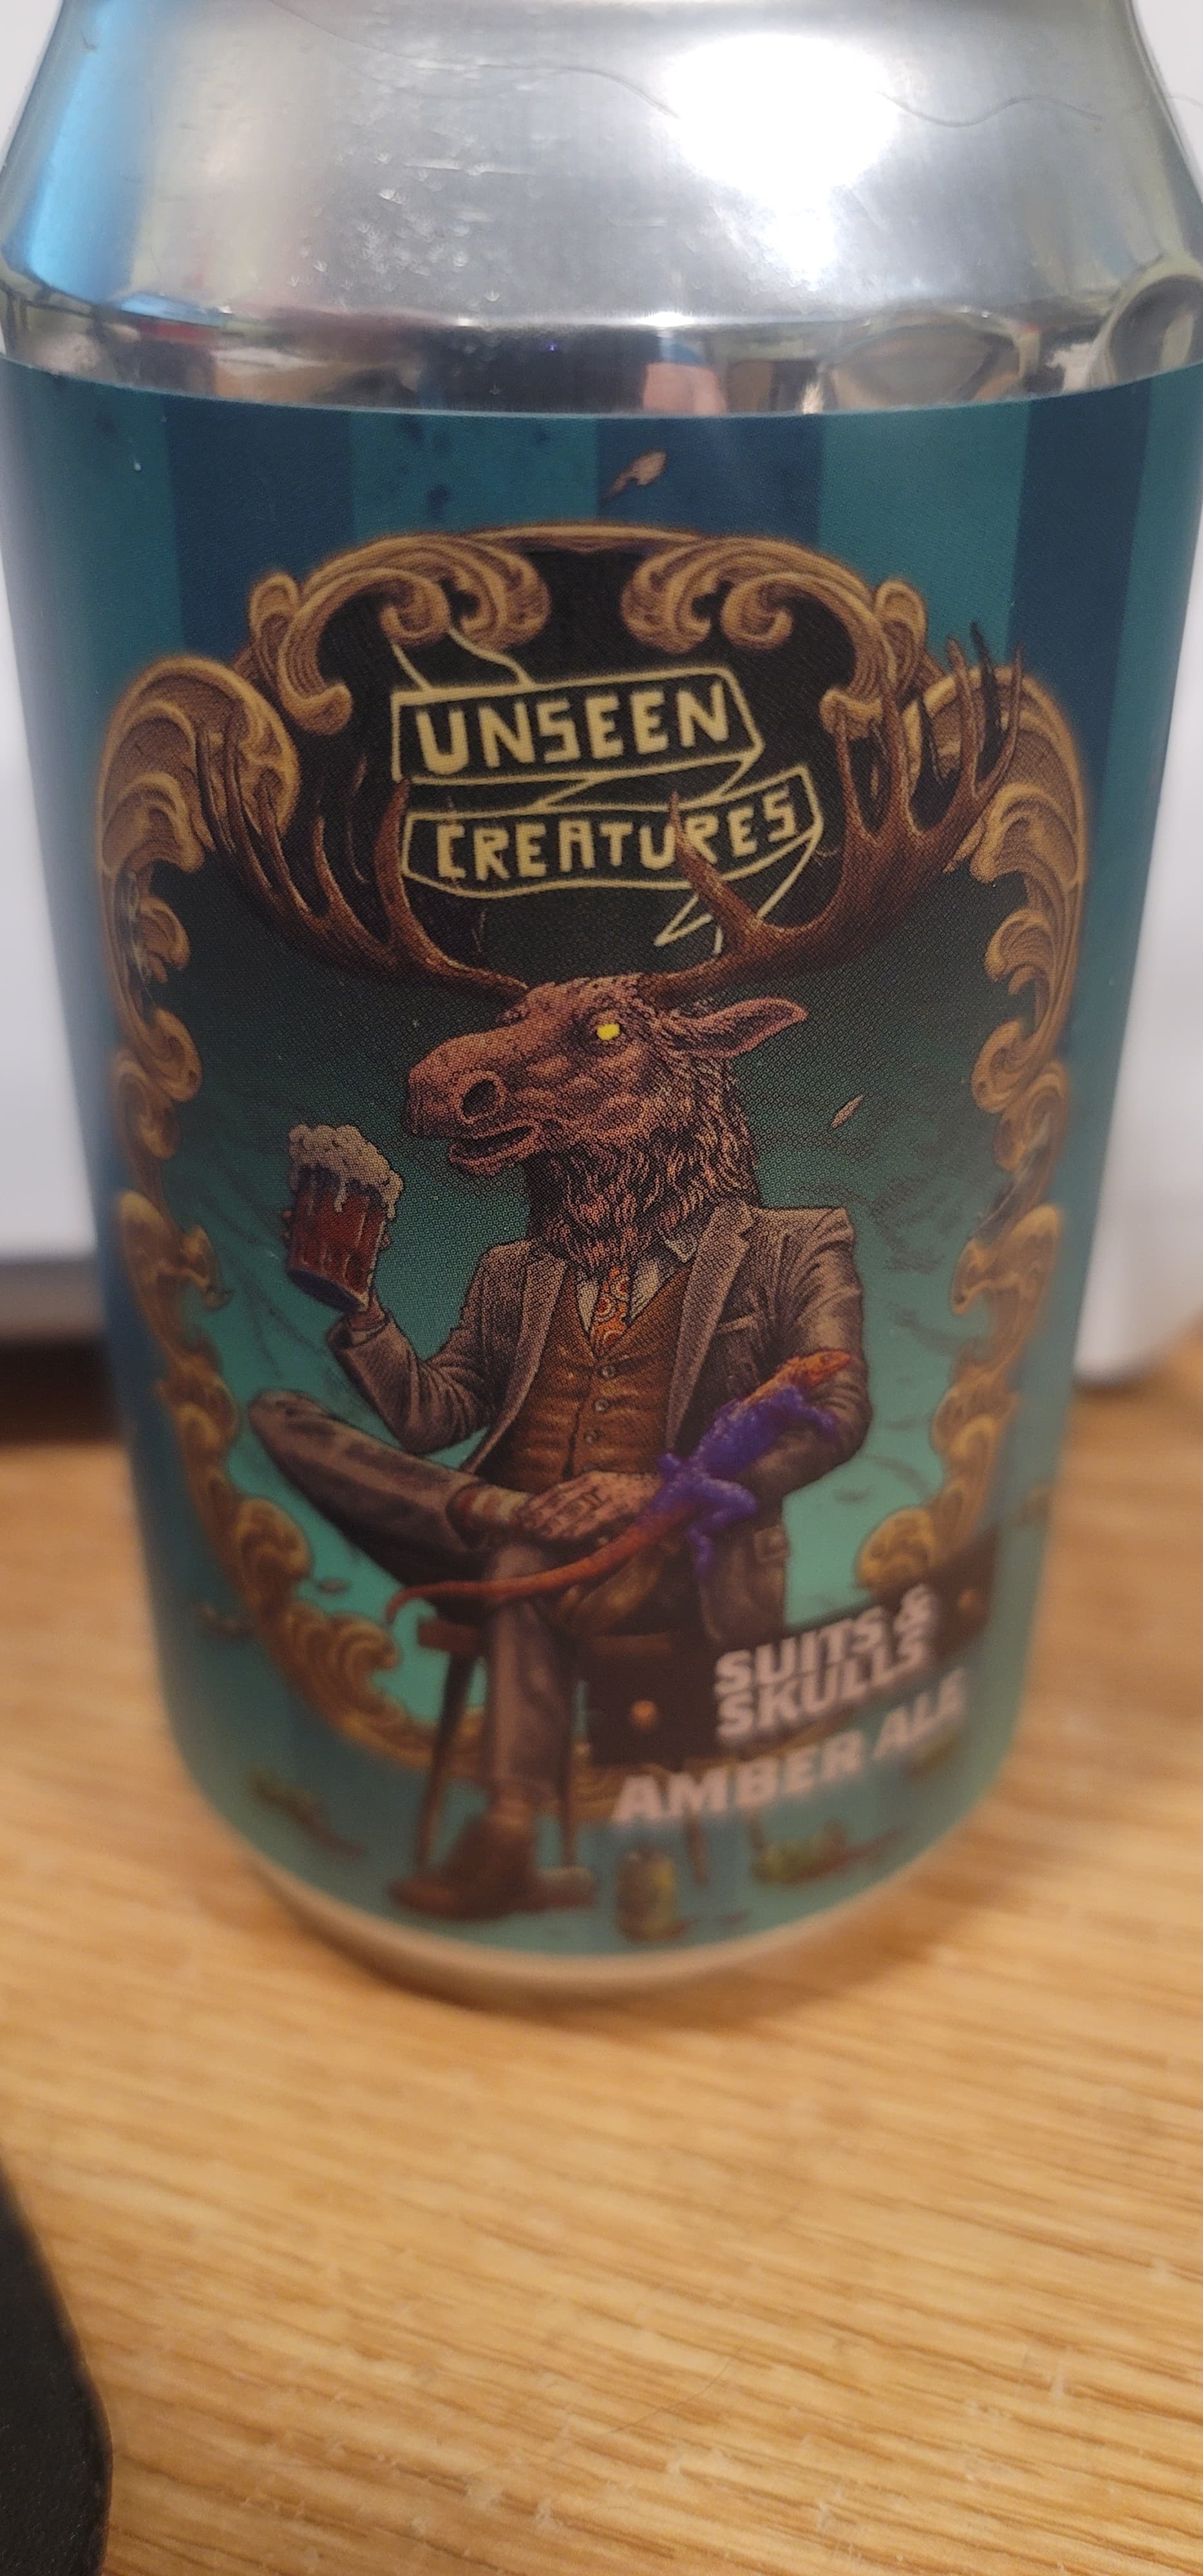 UNSEEN
CREATURES
SUITS &
SKULLS
AMBER ALE